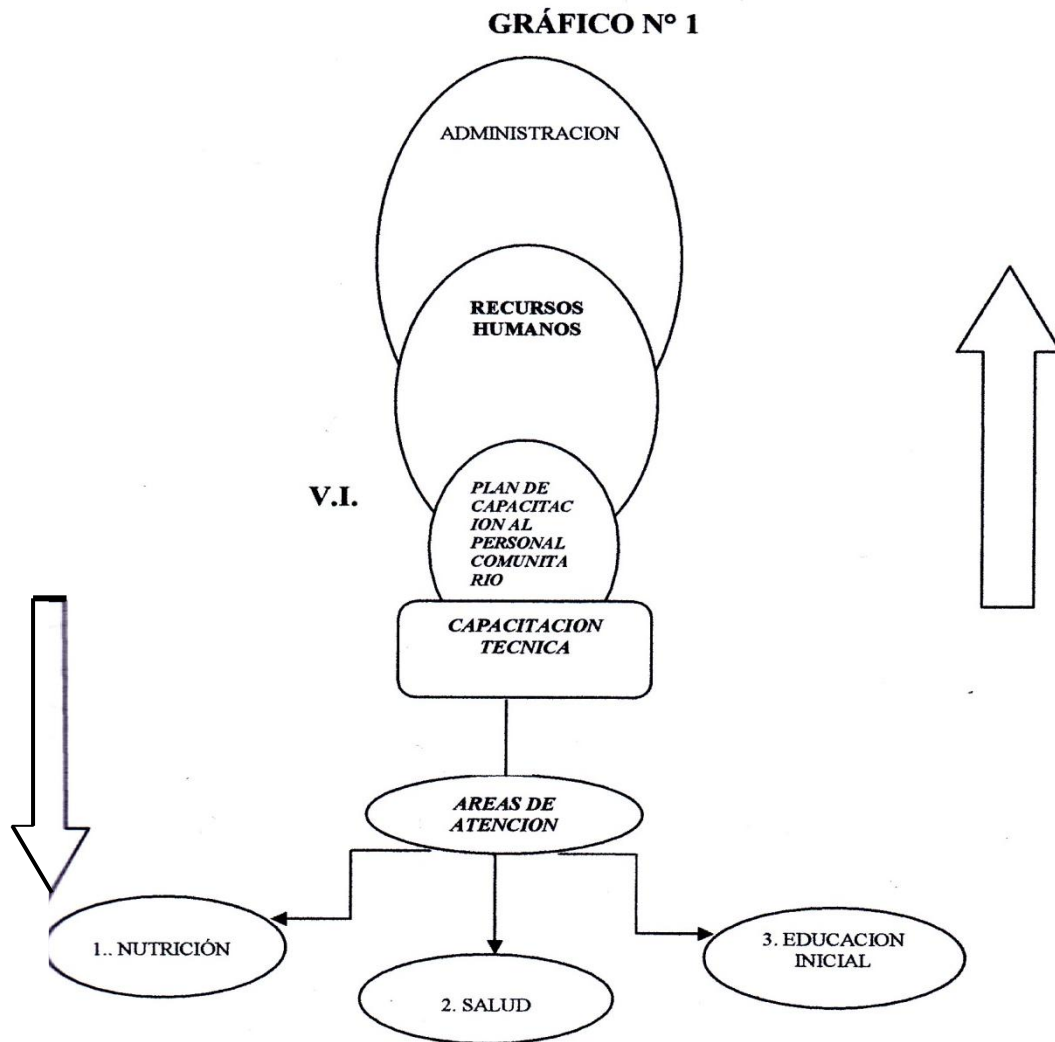 GRÁFICO N° 1
ADMINISTRACION
RECURSOS
HUMANOS
V.I.
PLAN DE
CAPACITAC
ION AL
PERSONAL
COMUNITA
RIO
CAPACITACION
TECNICA
AREAS DE
ATENCION
1.. NUTRICIÓN
2. SALUD
3. EDUCACION
INICIAL